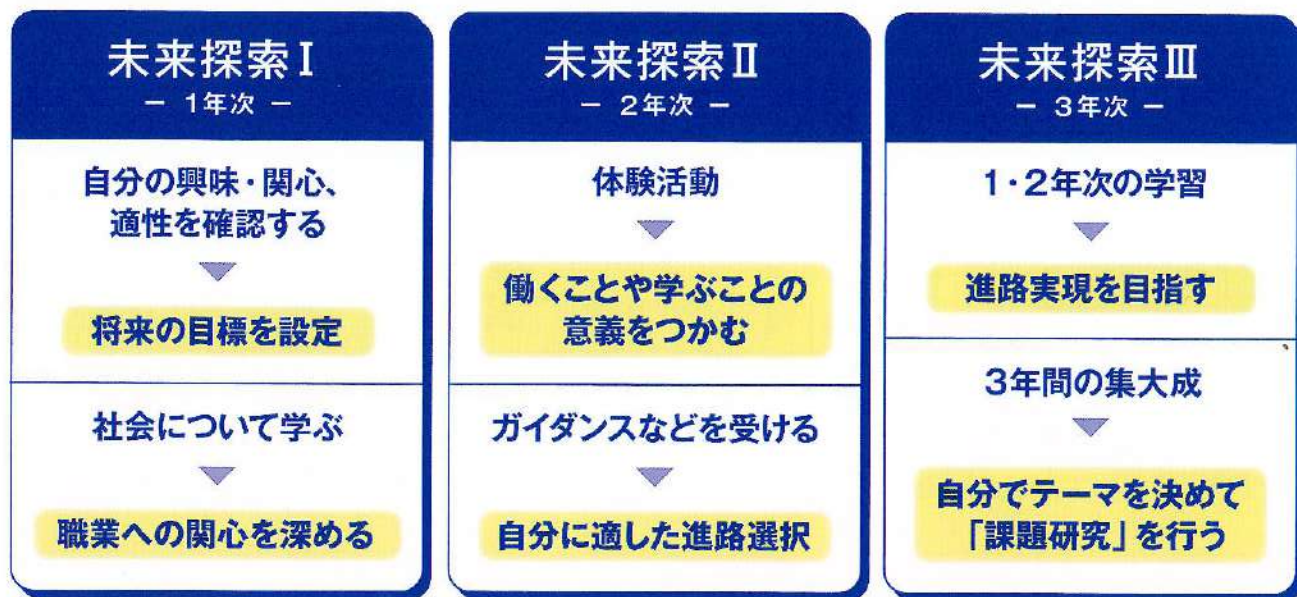 未来探索Ⅰ
－ 1年次 －
自分の興味・関心、
適性を確認する
将来の目標を設定
社会について学ぶ
職業への関心を深める
未来探索Ⅱ
－ 2年次 －
体験活動
働くことや学ぶことの
意義をつかむ
ガイダンスなどを受ける
自分に適した進路選択
未来探索Ⅲ
－ 3年次 －
1・2年次の学習
進路実現を目指す
3年間の集大成
自分でテーマを決めて
「課題研究」を行う